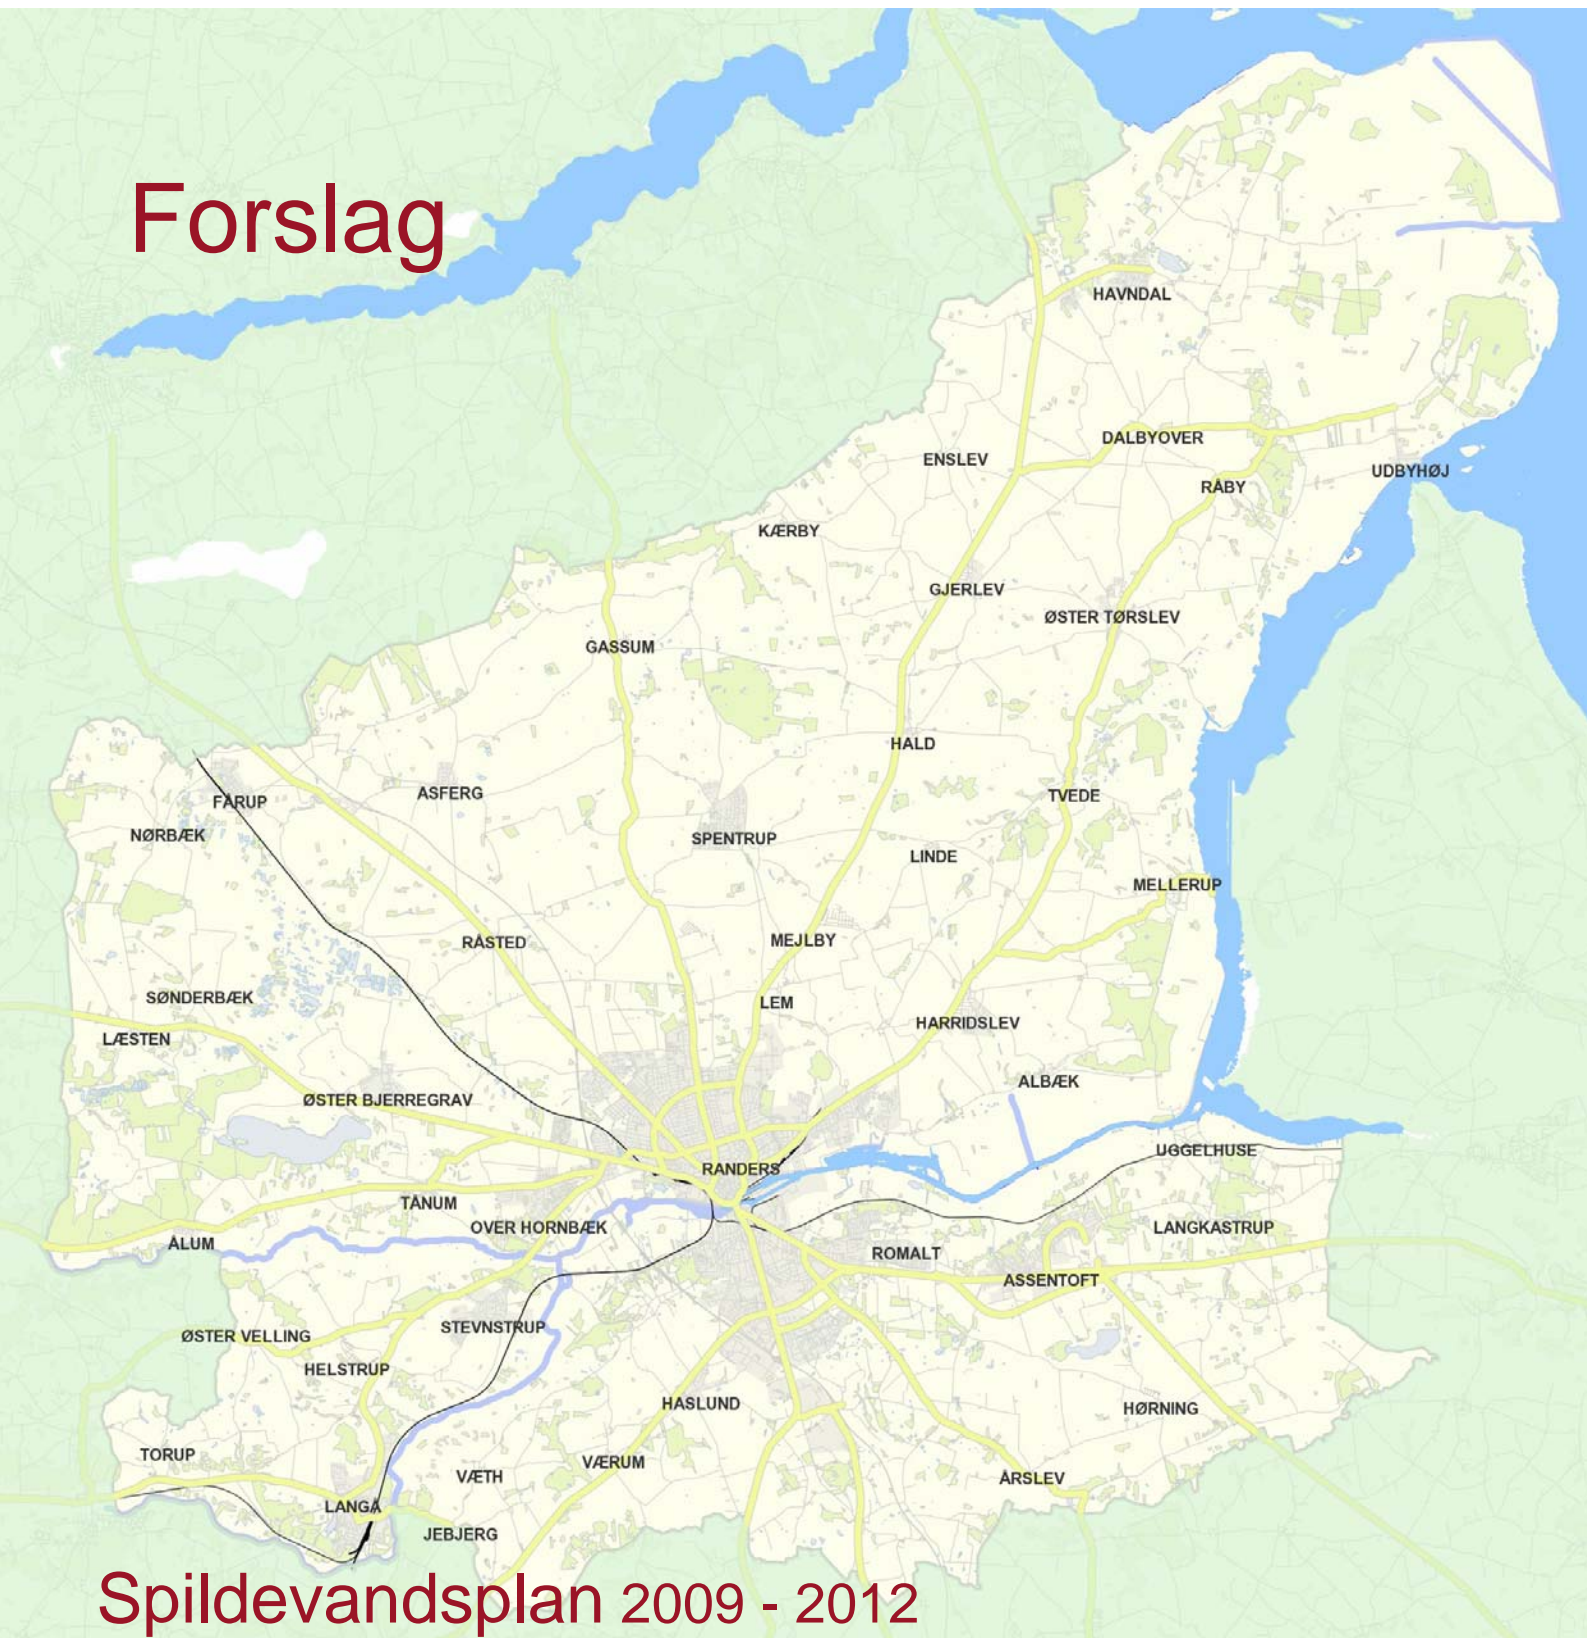 Forslag
HAVNDAL
DALBYOVER
ENSLEV
UDBYHØJ
RÅBY
KÆRBY
GJERLEV
ØSTER TØRSLEV
GASSUM
HALD
ASFERG
TVEDE
FÅRUP
NØRBÆK
SPENTRUP
LINDE
MELLERUP
RÅSTED
MEJLBY
SØNDERBÆK
LEM
HARRIDSLEV
LÆSTEN
ALBÆK
ØSTER BJERREGRAV
UGGELHUSE
RANDERS
TÅNUM
OVER HORNBÆK
LANGKASTRUP
ÅLUM
ROMALT
ASSENTOFT
STEVNSTRUP
ØSTER VELLING
HELSTRUP
HASLUND
HØRNING
TORUP
VÆRUM
VÆTH
ÅRSLEV
LANGÅ
JEBJERG
Spildevandsplan 2009 - 2012